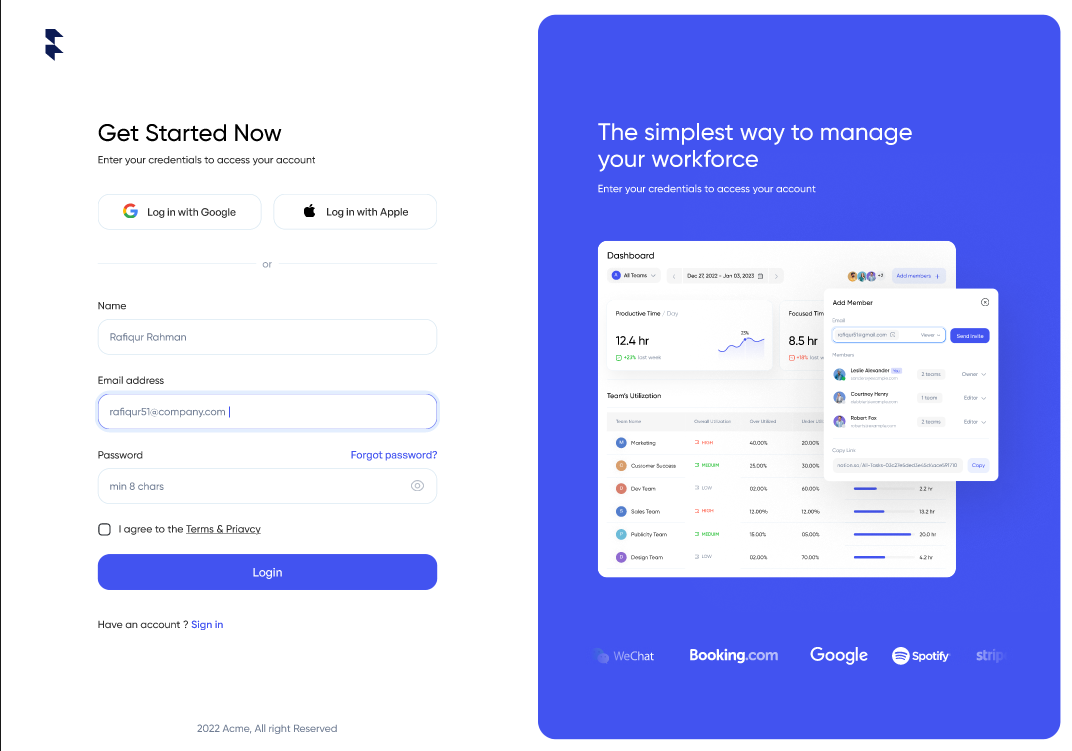 Get Started Now
Enter your credentials to access your account
Log in with Google
Log in with Apple
or
Name
Rafiqur Rahman
Email address
rafiqur51@company.com
Password
Forgot password?
min 8 chars
I agree to the Terms & Priavcy
Login
Have an account ? Sign in
2022 Acme, All right Reserved
The simplest way to manage
your workforce
Enter your credentials to access your account
Dashboard
All Teams
Dec 27, 2022 - Jan 03, 2023
+2
Add members +
Productive Time / Day
12.4 hr
+23% last week
23%
Focused Tim
8.5 hr
+18% last w
Add Member
Email
rafiqur51@gmail.com
Viewer
Send Invite
Members
Leslie Alexander You
2 teams
Owner
Courtney Henry
1 team
Editor
Robert Fox
2 teams
Editor
Copy Link
Copy
Team's Utilization
Team Name
Overall Utilization
Over Utilized
Under
M Marketing HIGH 40.00% 20.00%
C Customer Success MEDIUM 25.00% 30.00%
D Dev Team LOW 02.00% 60.00% 2.2 hr
S Sales Team HIGH 12.00% 12.00% 13.2 hr
P Publicity Team MEDIUM 15.00% 05.00% 20.0 hr
D Design Team LOW 02.00% 70.00% 4.2 hr
WeChat
Booking.com
Google
Spotify
strip